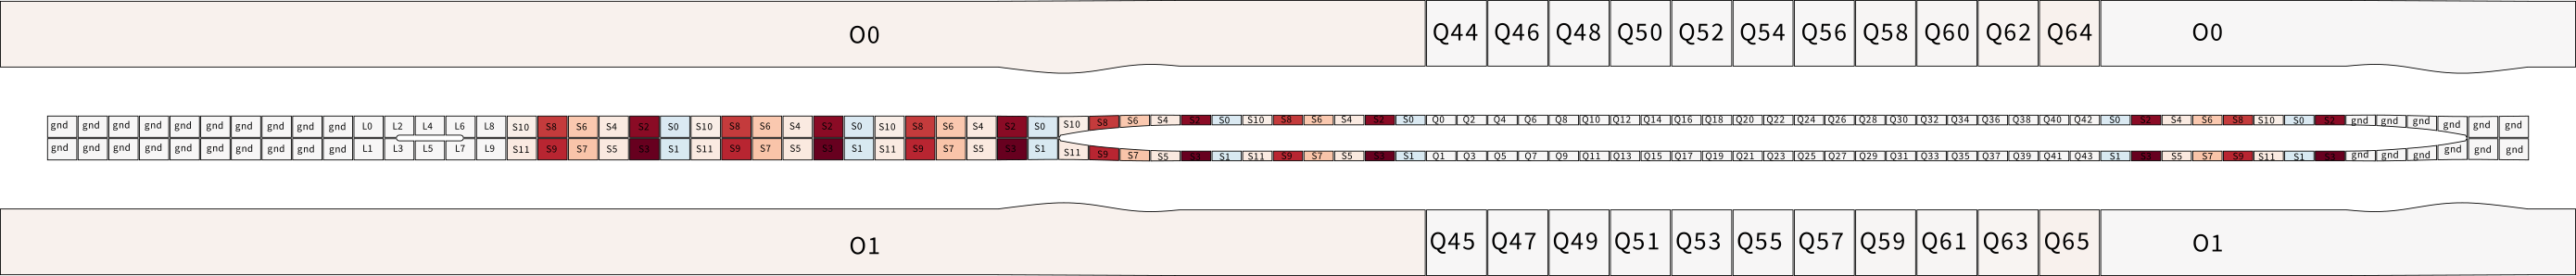 O0 Q44 Q46 Q48 Q50 Q52 Q54 Q56 Q58 Q60 Q62 Q64 O0
gnd gnd gnd gnd gnd gnd gnd gnd gnd gnd L0 L2 L4 L6 L8 S10 S8 S6 S4 S2 S0 S10 S8 S6 S4 S2 S0 S10 S8 S6 S4 S2 S0 S10 S8 S6 S4 S2 S0 S10 S8 S6 S4 S2 S0 Q0 Q2 Q4 Q6 Q8 Q10 Q12 Q14 Q16 Q18 Q20 Q22 Q24 Q26 Q28 Q30 Q32 Q34 Q36 Q38 Q40 Q42 S0 S2 S4 S6 S8 S10 S0 S2 gnd gnd gnd gnd gnd gnd
gnd gnd gnd gnd gnd gnd gnd gnd gnd gnd L1 L3 L5 L7 L9 S11 S9 S7 S5 S3 S1 S11 S9 S7 S5 S3 S1 S11 S9 S7 S5 S3 S1 S11 S9 S7 S5 S3 S1 S11 S9 S7 S5 S3 S1 Q1 Q3 Q5 Q7 Q9 Q11 Q13 Q15 Q17 Q19 Q21 Q23 Q25 Q27 Q29 Q31 Q33 Q35 Q37 Q39 Q41 Q43 S1 S3 S5 S7 S9 S11 S1 S3 gnd gnd gnd gnd gnd gnd
O1 Q45 Q47 Q49 Q51 Q53 Q55 Q57 Q59 Q61 Q63 Q65 O1